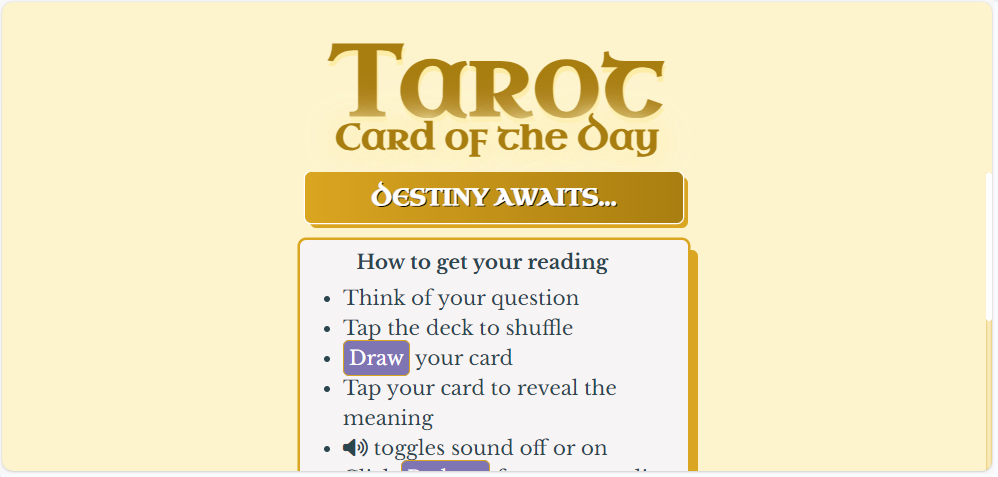 Tarot
Card of the Day
DESTINY AWAITS...
How to get your reading
• Think of your question
• Tap the deck to shuffle
• Draw your card
• Tap your card to reveal the
meaning
• toggles sound off or on